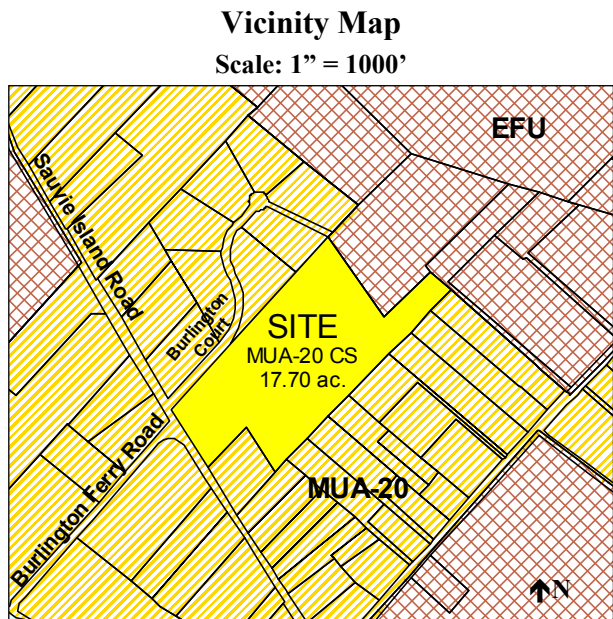 Vicinity Map
Scale: 1” = 1000’
EFU
Sauvie Island Road
Burlington
Court
SITE
MUA-20 CS
17.70 ac.
Burlington Ferry Road
MUA-20
N